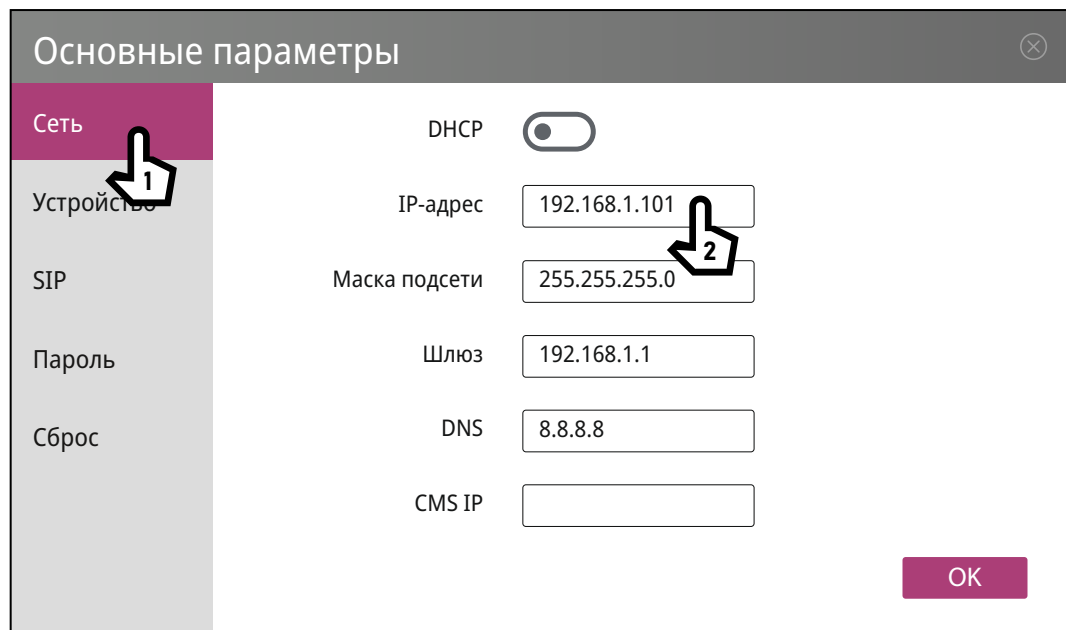 Основные параметры
Сеть
1
Устройство
SIP
Пароль
Сброс
DHCP
IP-адрес 192.168.1.101
2
Маска подсети 255.255.255.0
Шлюз 192.168.1.1
DNS 8.8.8.8
CMS IP
OK